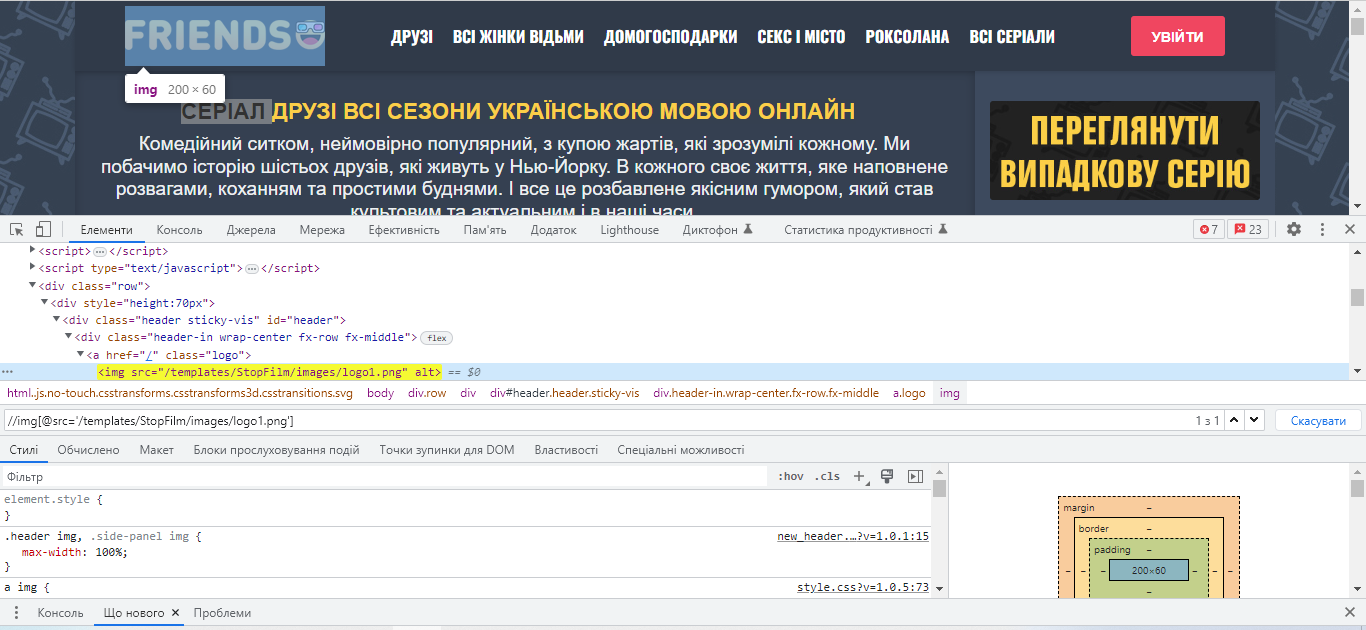 FRIENDS
ДРУЗІ ВСІ ЖІНКИ ВІДЬМИ ДОМОГОСПОДАРКИ СЕКС І МІСТО РОКСОЛАНА ВСІ СЕРІАЛИ УВІЙТИ
img 200 × 60
СЕРІАЛ ДРУЗІ ВСІ СЕЗОНИ УКРАЇНСЬКОЮ МОВОЮ ОНЛАЙН
Комедійний ситком, неймовірно популярний, з купою жартів, які зрозумілі кожному. Ми
побачимо історію шістьох друзів, які живуть у Нью-Йорку. В кожного своє життя, яке наповнене
розвагами, коханням та простими буднями. І все це розбавлене якісним гумором, який став
культовим та актуальним і в наші часи.
ПЕРЕГЛЯНУТИ
ВИПАДКОВУ СЕРІЮ
Елементи Консоль Джерела Мережа Ефективність Пам'ять Додаток Lighthouse Диктофон Статистика продуктивності 7 23
<script> … </script>
<script type="text/javascript"> … </script>
<div class="row">
<div style="height:70px">
<div class="header sticky-vis" id="header">
<div class="header-in wrap-center fx-row fx-middle"> flex
<a href="/" class="logo">
… <img src="/templates/StopFilm/images/logo1.png" alt> == $0
html.js.no-touch.csstransforms.csstransforms3d.csstransitions.svg body div.row div div#header.header.sticky-vis div.header-in.wrap-center.fx-row.fx-middle a.logo img
//img[@src='/templates/StopFilm/images/logo1.png'] 1 з 1 Скасувати
Стилі Обчислено Макет Блоки прослуховування подій Точки зупинки для DOM Властивості Спеціальні можливості
Фільтр :hov .cls
element.style {
}
.header img, .side-panel img { new_header.…?v=1.0.1:15
max-width: 100%;
}
a img { style.css?v=1.0.5:73
margin –
border –
padding –
– – – 200×60 – – –
–
Консоль Що нового Проблеми